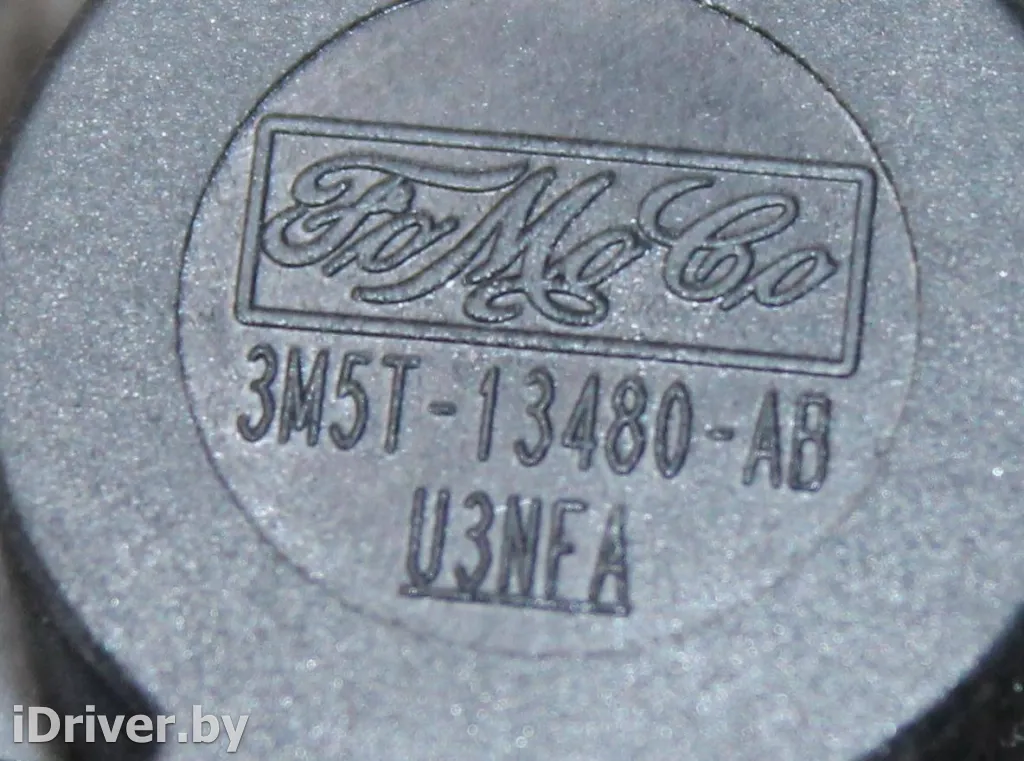 FoMoCo
3M5T-13480-AB
U3NFA
iDriver.by